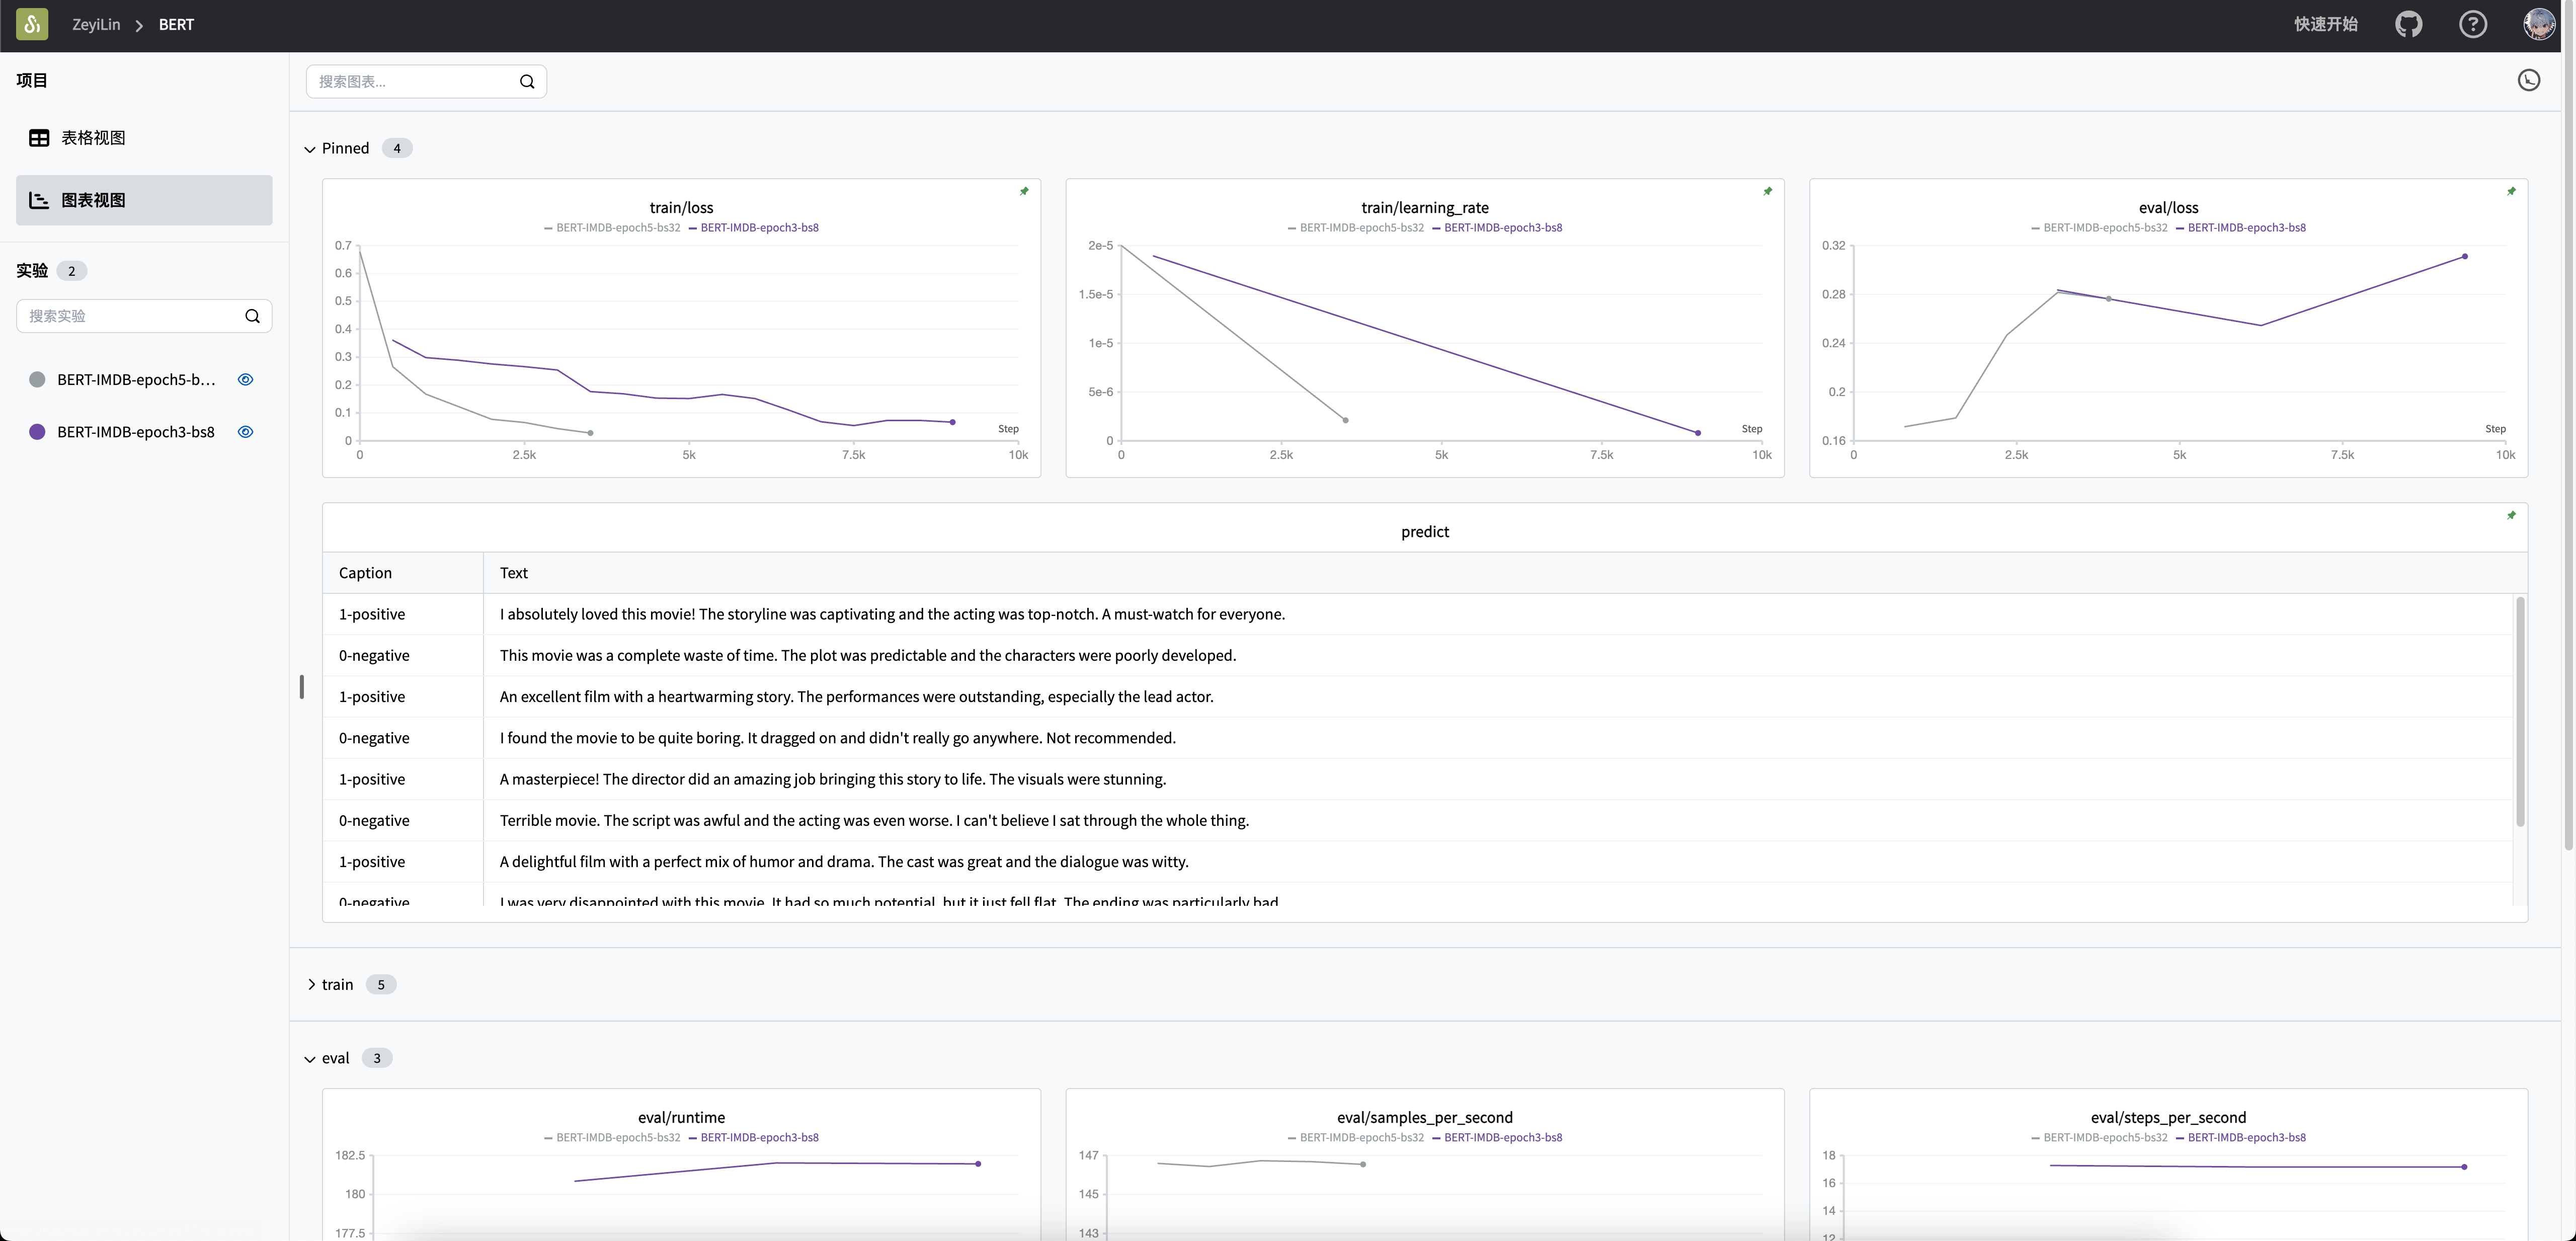 ZeyiLin > BERT
快速开始
项目
表格视图
图表视图
实验 2
搜索实验
BERT-IMDB-epoch5-b...
BERT-IMDB-epoch3-bs8
搜索图表...
Pinned 4
train/loss
BERT-IMDB-epoch5-bs32 BERT-IMDB-epoch3-bs8
0.7
0.6
0.5
0.4
0.3
0.2
0.1
0
Step
0 2.5k 5k 7.5k 10k
train/learning_rate
BERT-IMDB-epoch5-bs32 BERT-IMDB-epoch3-bs8
2e-5
1.5e-5
1e-5
5e-6
0
Step
0 2.5k 5k 7.5k 10k
eval/loss
BERT-IMDB-epoch5-bs32 BERT-IMDB-epoch3-bs8
0.32
0.28
0.24
0.2
0.16
Step
0 2.5k 5k 7.5k 10k
predict
Caption Text
1-positive I absolutely loved this movie! The storyline was captivating and the acting was top-notch. A must-watch for everyone.
0-negative This movie was a complete waste of time. The plot was predictable and the characters were poorly developed.
1-positive An excellent film with a heartwarming story. The performances were outstanding, especially the lead actor.
0-negative I found the movie to be quite boring. It dragged on and didn't really go anywhere. Not recommended.
1-positive A masterpiece! The director did an amazing job bringing this story to life. The visuals were stunning.
0-negative Terrible movie. The script was awful and the acting was even worse. I can't believe I sat through the whole thing.
1-positive A delightful film with a perfect mix of humor and drama. The cast was great and the dialogue was witty.
0-negative I was very disappointed with this movie. It had so much potential, but it just fell flat. The ending was particularly bad.
train 5
eval 3
eval/runtime
BERT-IMDB-epoch5-bs32 BERT-IMDB-epoch3-bs8
182.5
180
177.5
eval/samples_per_second
BERT-IMDB-epoch5-bs32 BERT-IMDB-epoch3-bs8
147
145
143
eval/steps_per_second
BERT-IMDB-epoch5-bs32 BERT-IMDB-epoch3-bs8
18
16
14
12